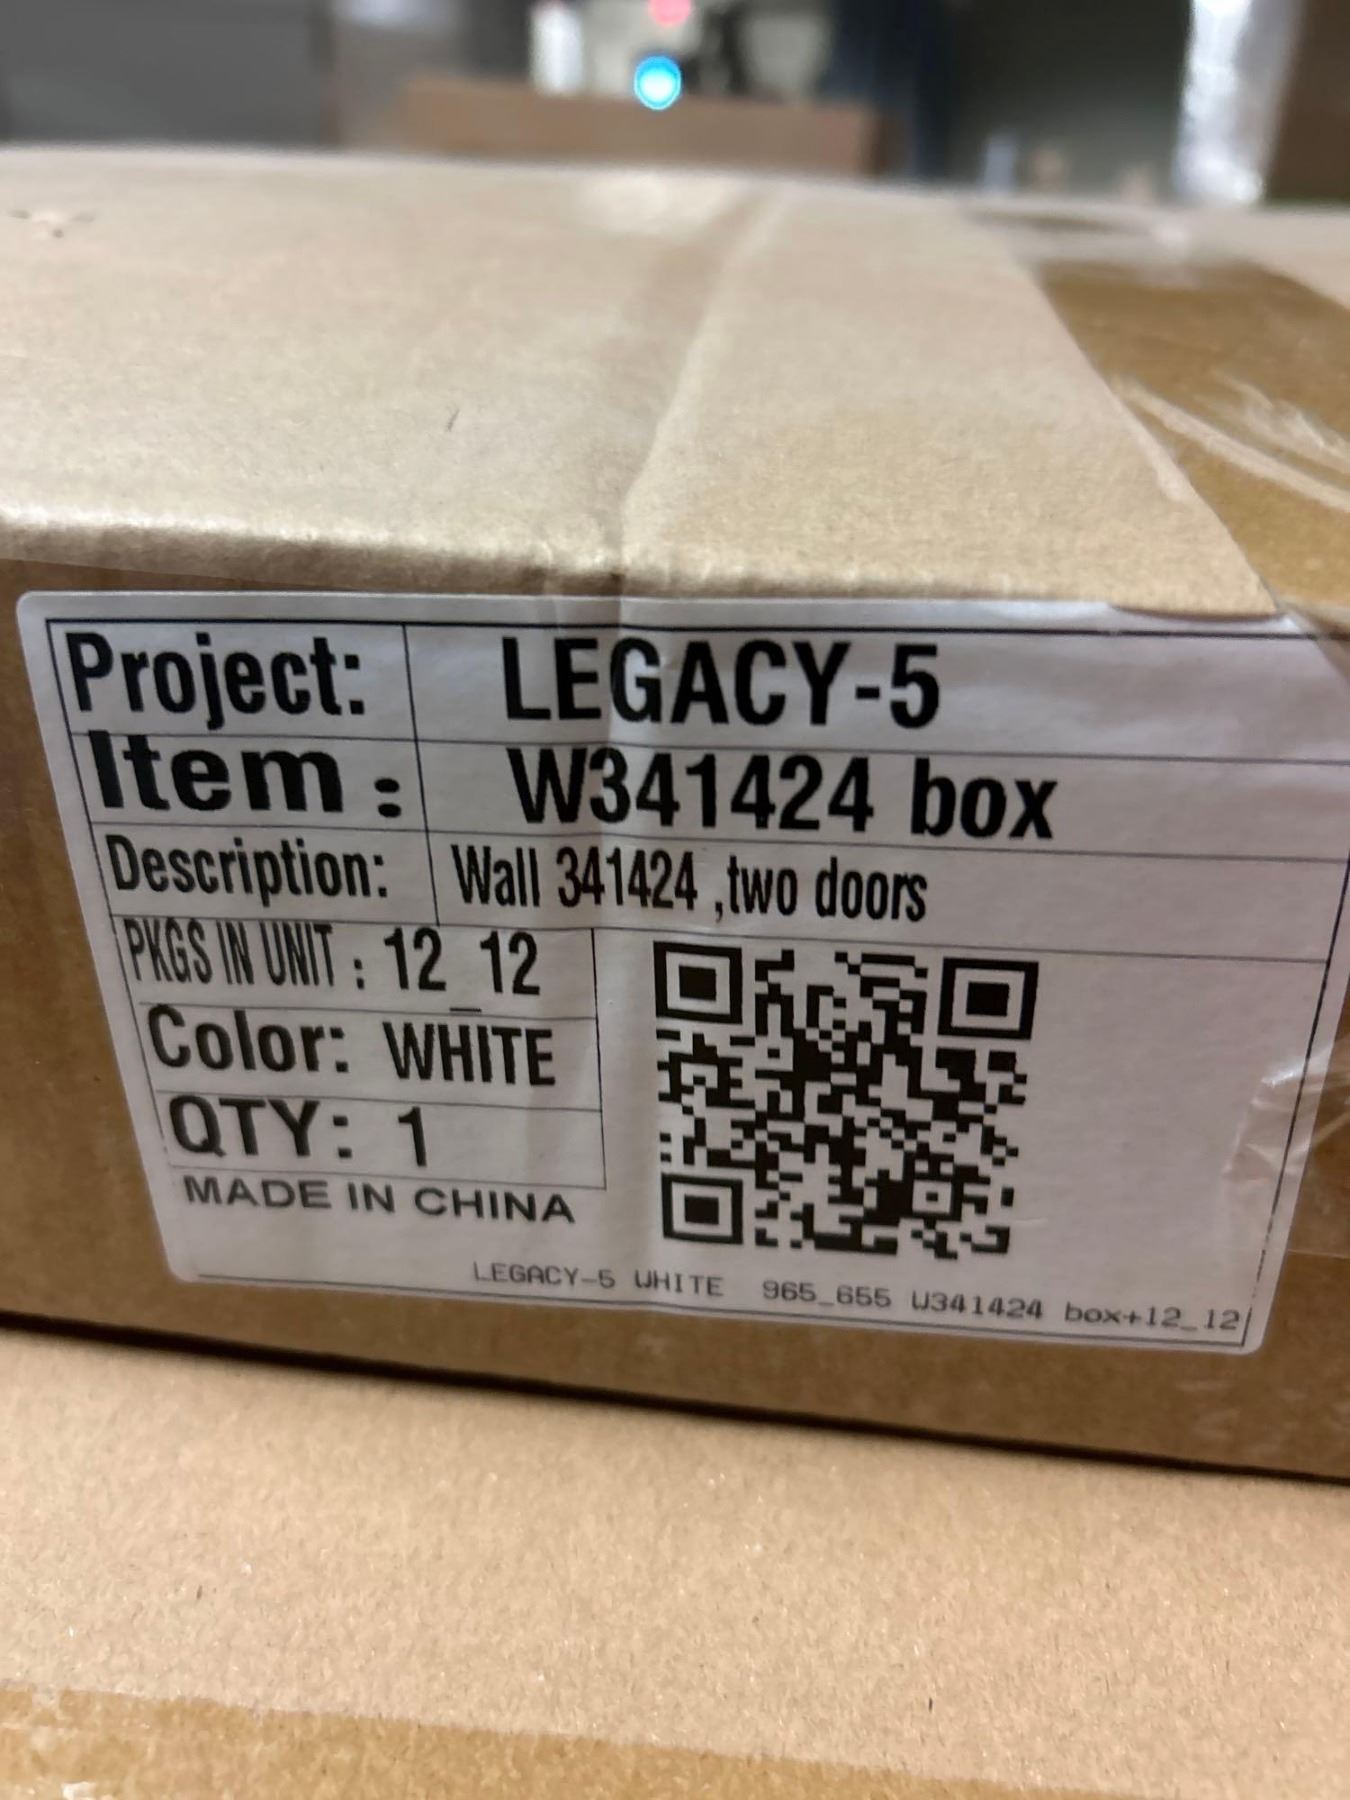 Project: LEGACY-5
Item : W341424 box
Description: Wall 341424 ,two doors
PKGS IN UNIT : 12_12
Color: WHITE
QTY: 1
MADE IN CHINA
LEGACY-5 WHITE 965_655 W341424 box+12_12